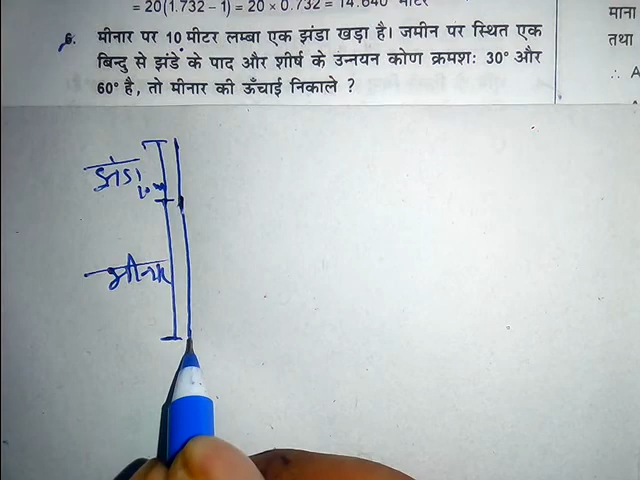 = 20(1.732 – 1) = 20 × 0.732 = 14.640 मीटर
6. मीनार पर 10 मीटर लम्बा एक झंडा खड़ा है। जमीन पर स्थित एक
बिन्दु से झंडे के पाद और शीर्ष के उन्नयन कोण क्रमशः 30° और
60° है, तो मीनार की ऊँचाई निकाले ?
माना
तथा
∴ A
झंडा
10 m
मीनार